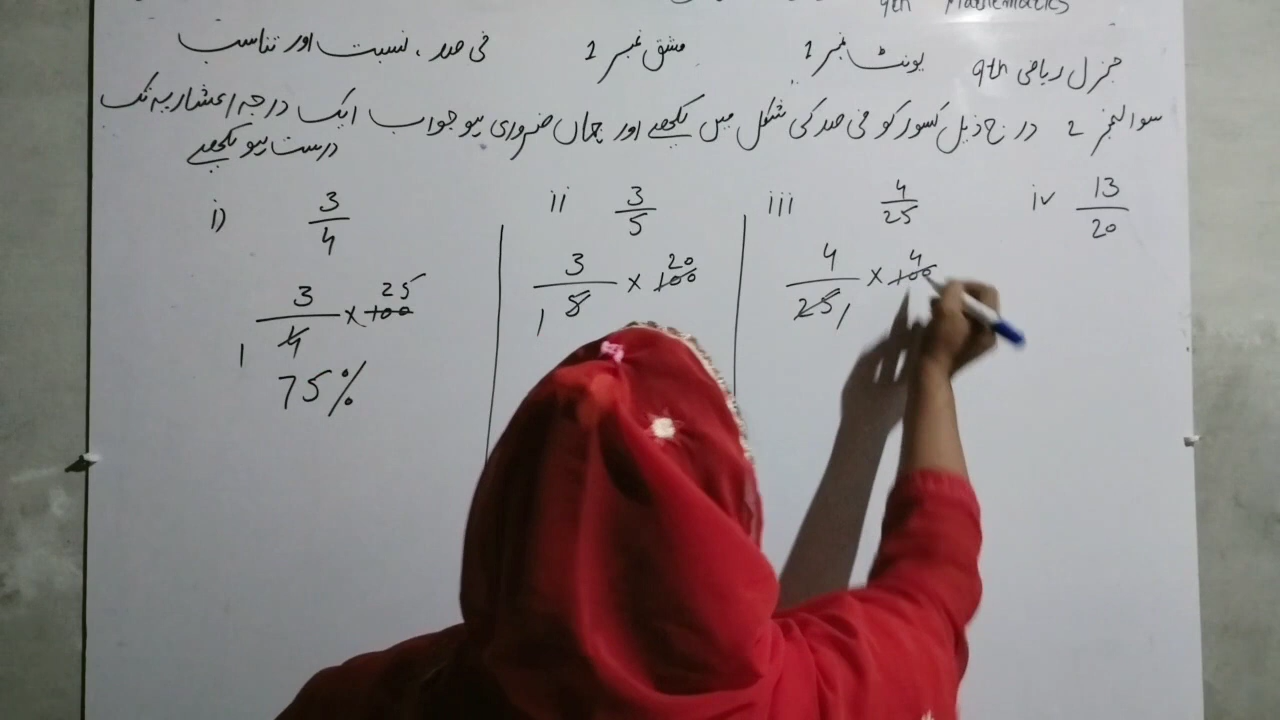 9th Mathematics
جنرل ریاضی 9th یونٹ نمبر 1 مشق نمبر 1 فی صد ، نسبت اور تناسب
سوال نمبر 2 درج ذیل کسور کو فی صد کی شکل میں لکھیے اور جہاں ضروری ہو جواب ایک درجہ اعشاریہ تک
درست ہو لکھیے
i) 3/4 ii 3/5 iii 4/25 iv 13/20
3/4 × 100 25 1
3/5 × 100 20 1
4/25 × 100 4 1
75%